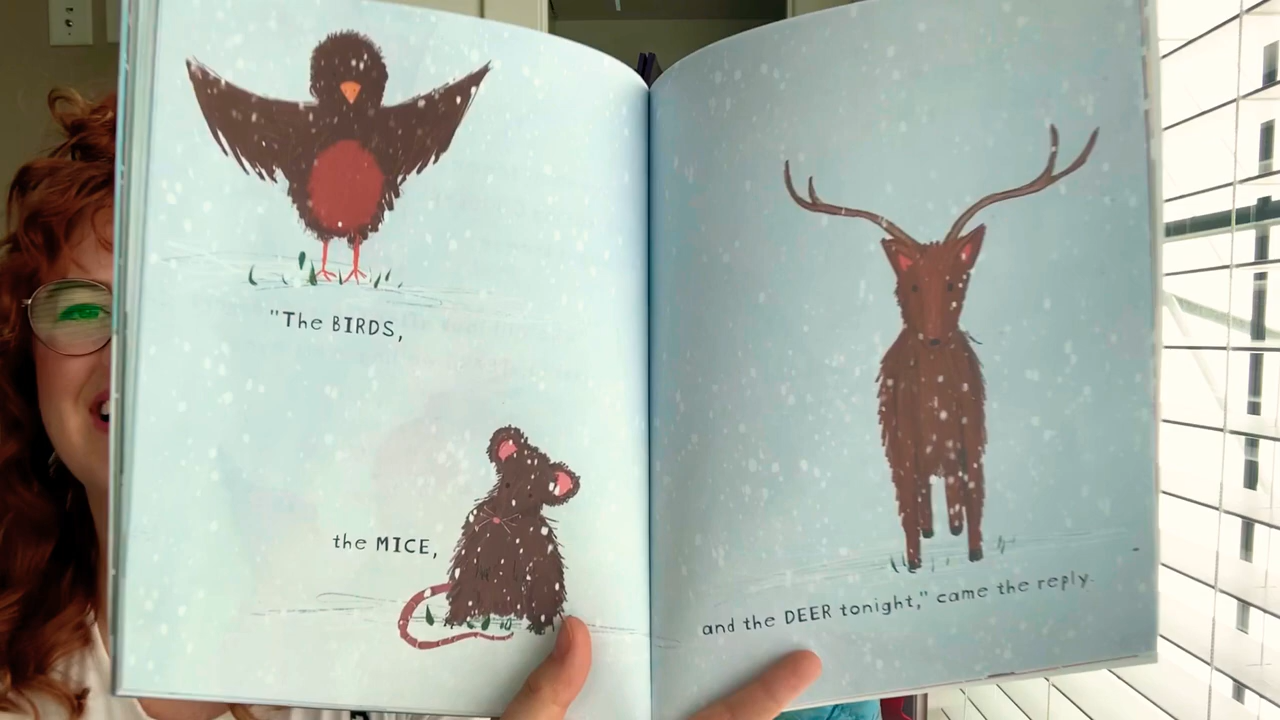 "The BIRDS,
the MICE,
and the DEER tonight," came the reply.